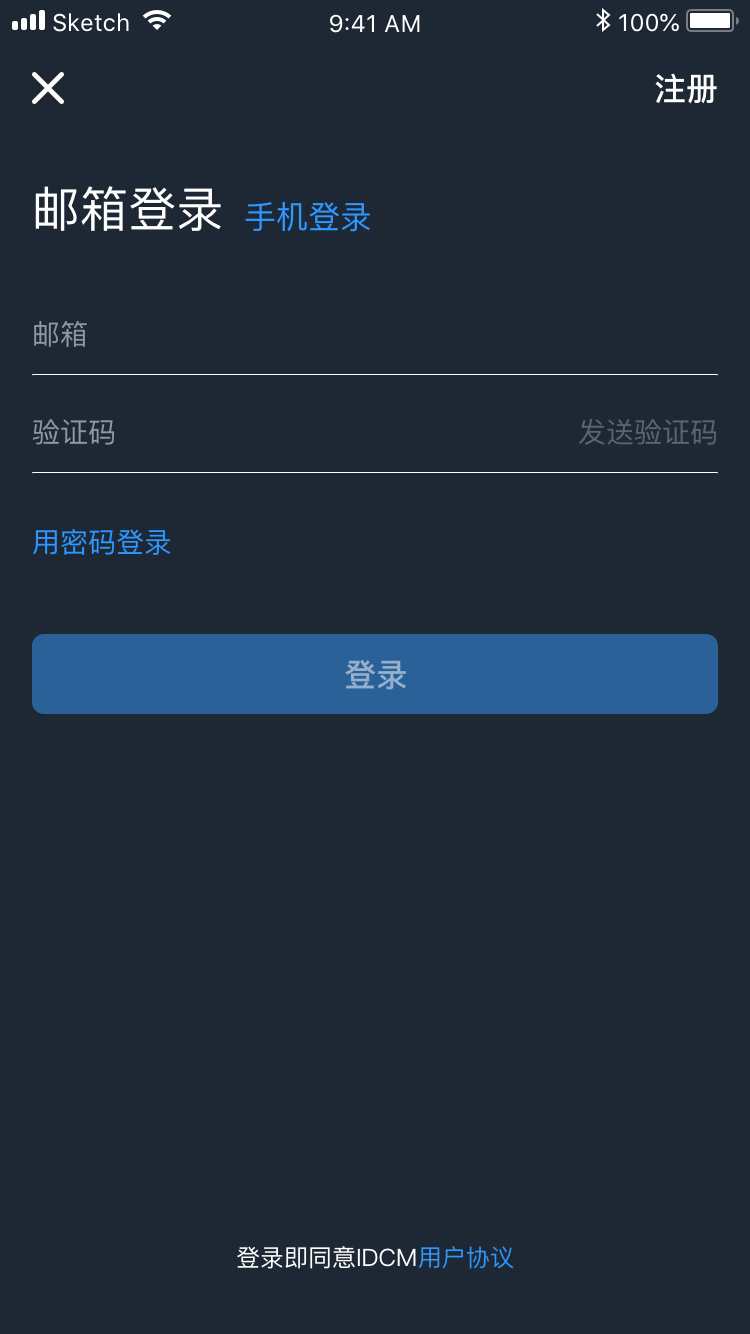 Sketch 9:41 AM 100%
注册
邮箱登录 手机登录
邮箱
验证码 发送验证码
用密码登录
登录
登录即同意IDCM用户协议